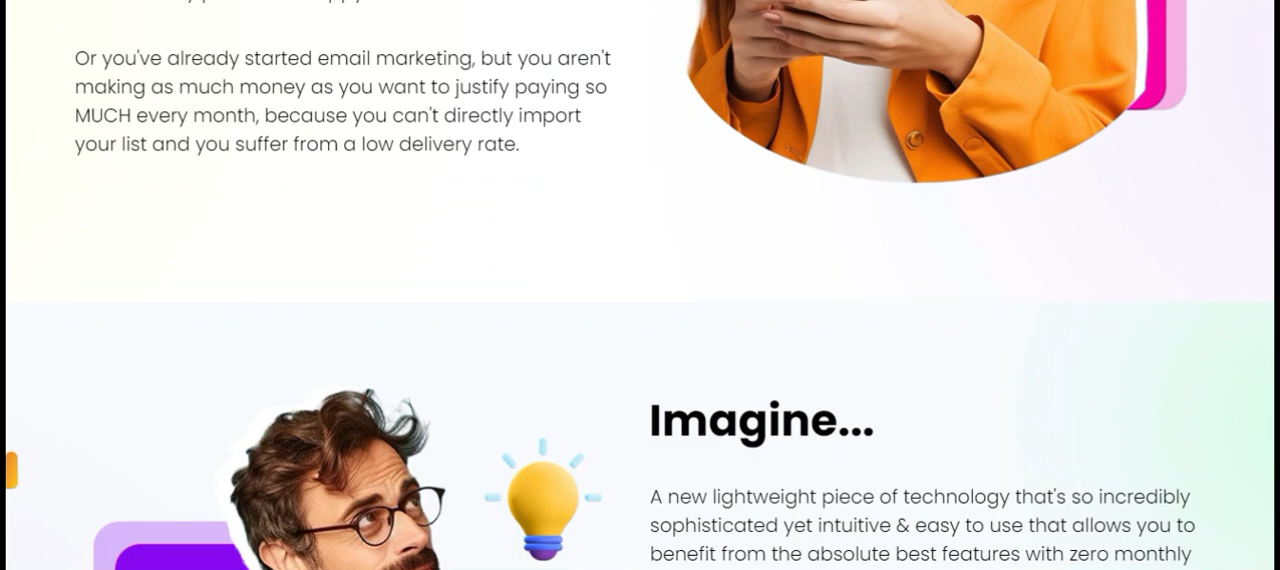 Or you've already started email marketing, but you aren't
making as much money as you want to justify paying so
MUCH every month, because you can't directly import
your list and you suffer from a low delivery rate.
Imagine...
A new lightweight piece of technology that's so incredibly
sophisticated yet intuitive & easy to use that allows you to
benefit from the absolute best features with zero monthly